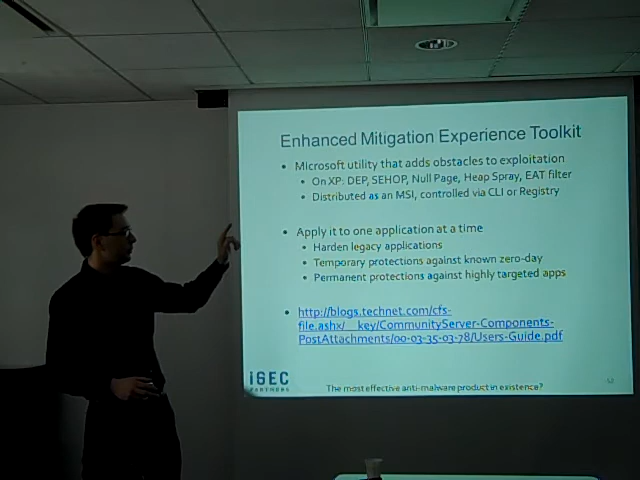 Enhanced Mitigation Experience Toolkit
• Microsoft utility that adds obstacles to exploitation
• On XP: DEP, SEHOP, Null Page, Heap Spray, EAT filter
• Distributed as an MSI, controlled via CLI or Registry
• Apply it to one application at a time
• Harden legacy applications
• Temporary protections against known zero-day
• Permanent protections against highly targeted apps
• http://blogs.technet.com/cfs-
file.ashx/__key/CommunityServer-Components-
PostAttachments/00-03-35-03-78/Users-Guide.pdf
iSEC
PARTNERS
The most effective anti-malware product in existence?